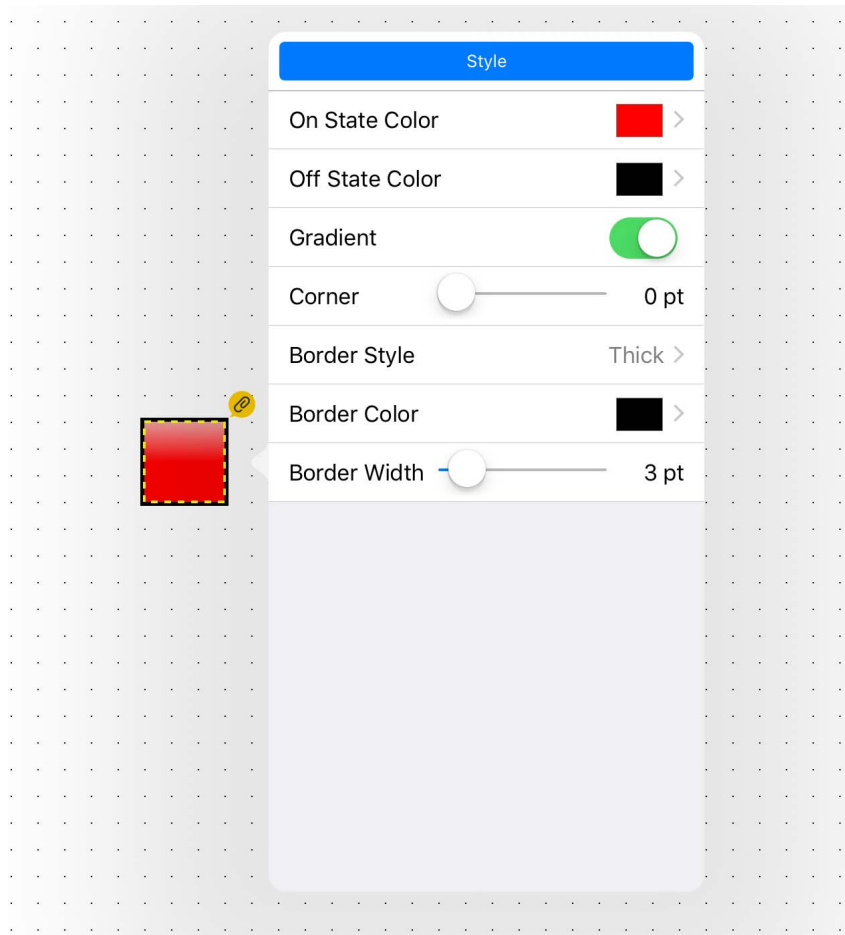 Style
On State Color
Off State Color
Gradient
Corner 0 pt
Border Style Thick
Border Color
Border Width 3 pt